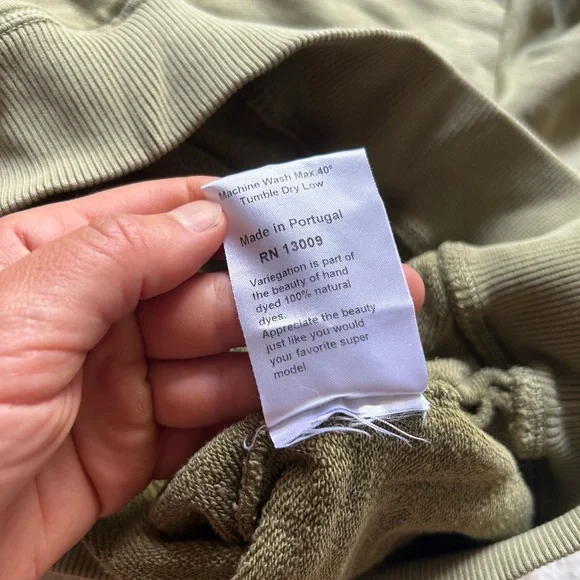 Machine Wash Max.40°
Tumble Dry Low
Made in Portugal
RN 13009
Variegation is part of
the beauty of hand
dyed 100% natural
dyes.
Appreciate the beauty
just like you would
your favorite super
model